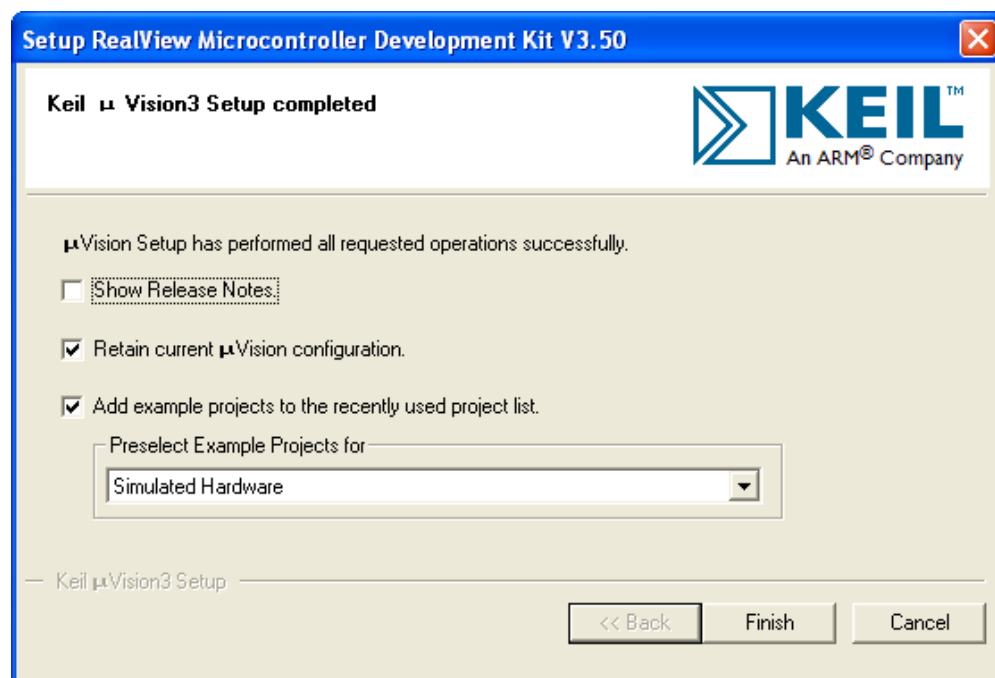 Setup RealView Microcontroller Development Kit V3.50
Keil μ Vision3 Setup completed
KEIL™
An ARM® Company
μVision Setup has performed all requested operations successfully.
Show Release Notes.
Retain current μVision configuration.
Add example projects to the recently used project list.
Preselect Example Projects for
Simulated Hardware
Keil μVision3 Setup
<< Back Finish Cancel